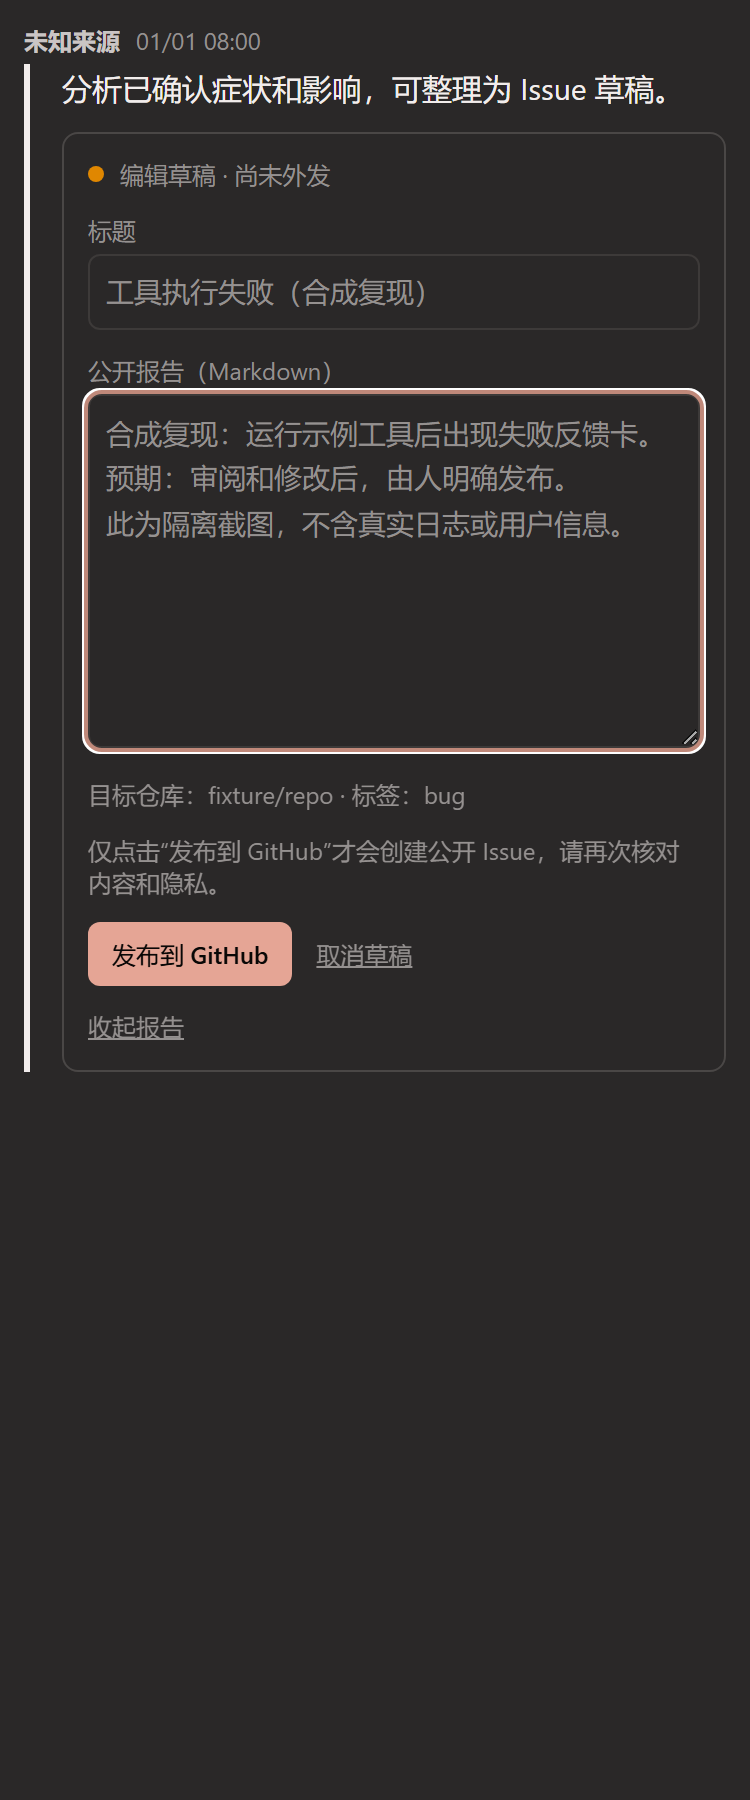 未知来源 01/01 08:00
分析已确认症状和影响，可整理为 Issue 草稿。
编辑草稿 · 尚未外发
标题
工具执行失败（合成复现）
公开报告（Markdown）
合成复现：运行示例工具后出现失败反馈卡。
预期：审阅和修改后，由人明确发布。
此为隔离截图，不含真实日志或用户信息。
目标仓库：fixture/repo · 标签：bug
仅点击“发布到 GitHub”才会创建公开 Issue，请再次核对
内容和隐私。
发布到 GitHub 取消草稿
收起报告